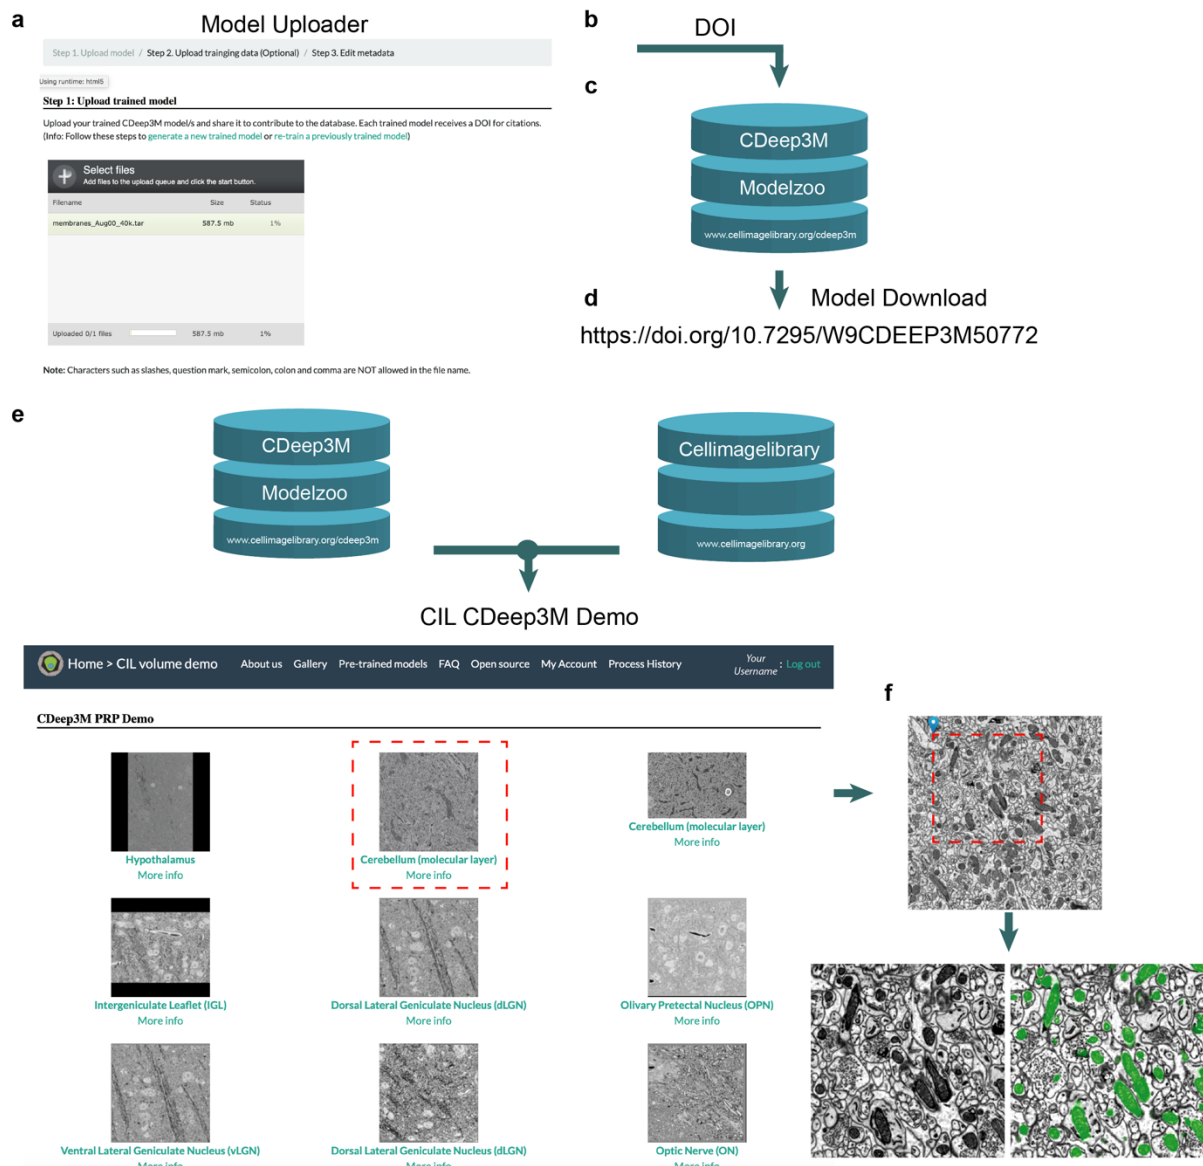 a
Model Uploader
Step 1. Upload model / Step 2. Upload trainging data (Optional) / Step 3. Edit metadata
Using runtime: html5
Step 1: Upload trained model
Upload your trained CDeep3M model/s and share it to contribute to the database. Each trained model receives a DOI for citations.
(Info: Follow these steps to generate a new trained model or re-train a previously trained model)
Select files
Add files to the upload queue and click the start button.
Filename Size Status
membranes_Aug00_40k.tar 587.5 mb 1%
Uploaded 0/1 files 587.5 mb 1%
Note: Characters such as slashes, question mark, semicolon, colon and comma are NOT allowed in the file name.
b
DOI
c
CDeep3M
Modelzoo
www.cellimagelibrary.org/cdeep3m
d
Model Download
https://doi.org/10.7295/W9CDEEP3M50772
e
CDeep3M
Modelzoo
www.cellimagelibrary.org/cdeep3m
Cellimagelibrary
www.cellimagelibrary.org
CIL CDeep3M Demo
Home > CIL volume demo About us Gallery Pre-trained models FAQ Open source My Account Process History Your Username : Log out
CDeep3M PRP Demo
Hypothalamus
More info
Cerebellum (molecular layer)
More info
Cerebellum (molecular layer)
More info
Intergeniculate Leaflet (IGL)
More info
Dorsal Lateral Geniculate Nucleus (dLGN)
More info
Olivary Pretectal Nucleus (OPN)
More info
Ventral Lateral Geniculate Nucleus (vLGN)
More info
Dorsal Lateral Geniculate Nucleus (dLGN)
More info
Optic Nerve (ON)
More info
f